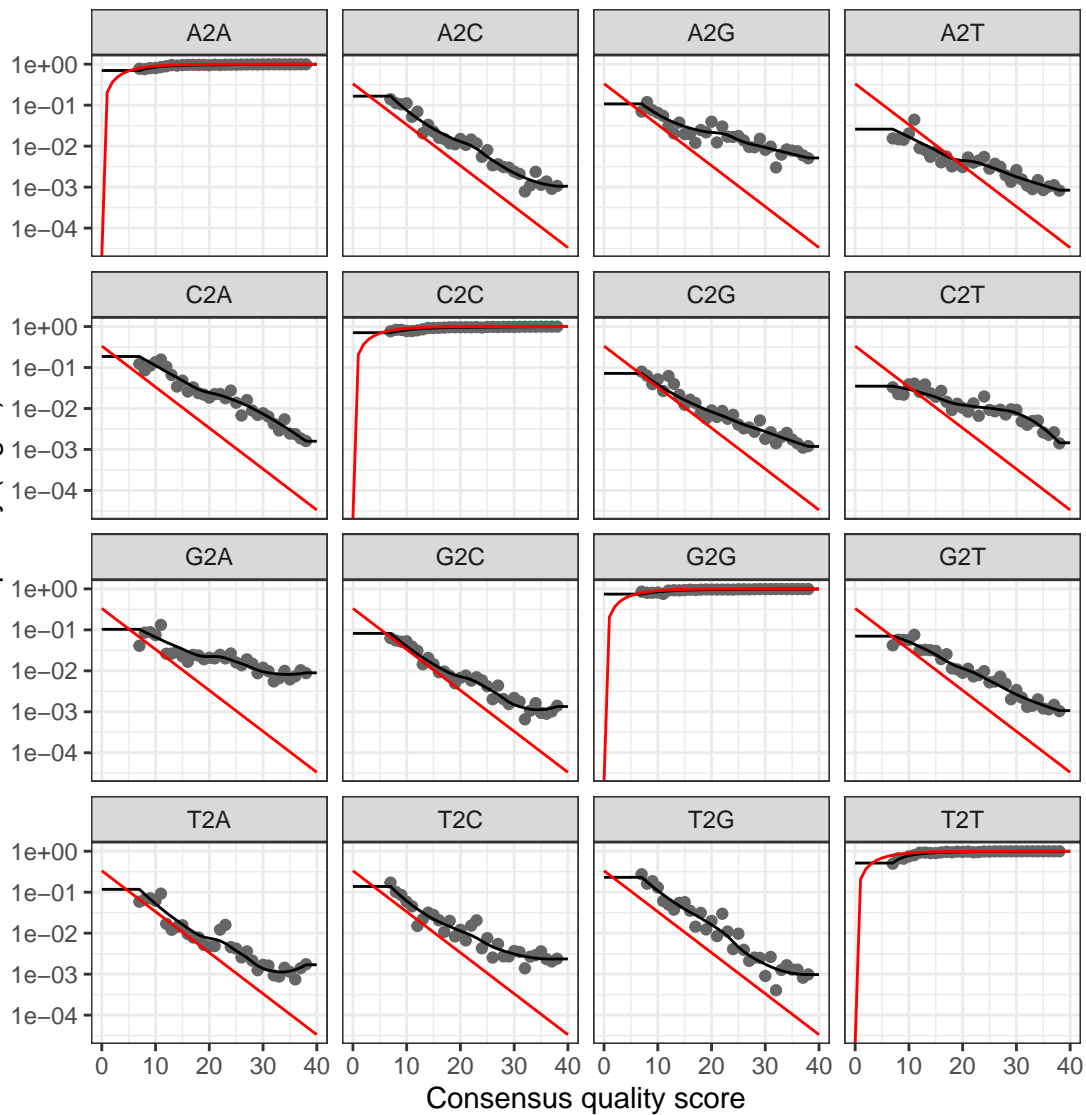 A2A A2C A2G A2T
1e+00
1e−01
1e−02
1e−03
1e−04
C2A C2C C2G C2T
1e+00
1e−01
1e−02
1e−03
1e−04
G2A G2C G2G G2T
1e+00
1e−01
1e−02
1e−03
1e−04
T2A T2C T2G T2T
1e+00
1e−01
1e−02
1e−03
1e−04
0 10 20 30 40 0 10 20 30 40 0 10 20 30 40 0 10 20 30 40
Consensus quality score